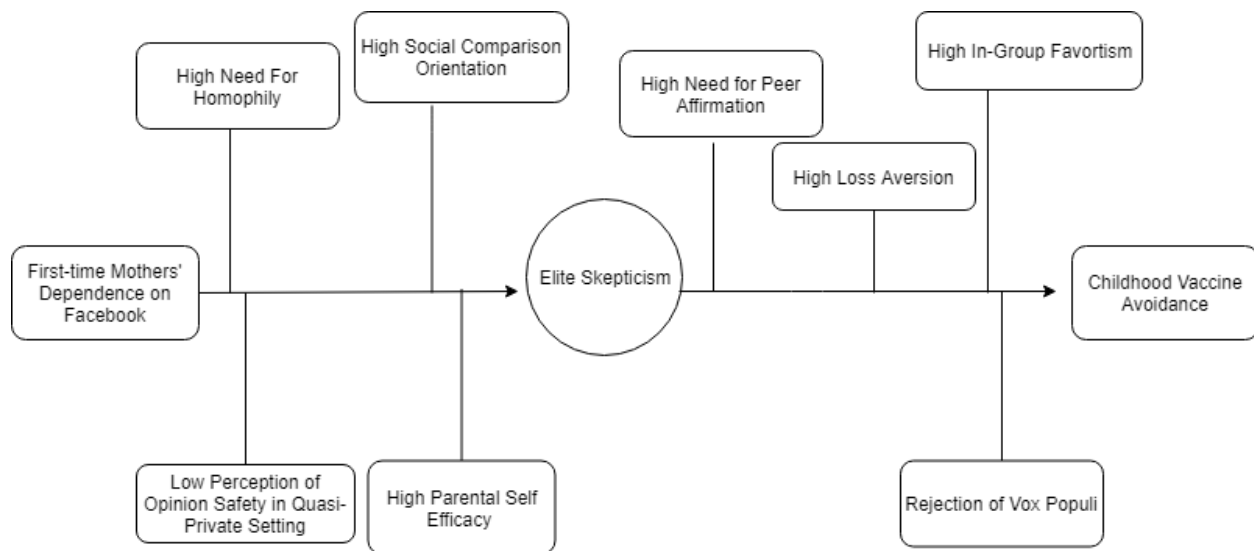 High Need For
Homophily
High Social Comparison
Orientation
High Need for Peer
Affirmation
High Loss Aversion
High In-Group Favortism
First-time Mothers'
Dependence on
Facebook
Elite Skepticism
Childhood Vaccine
Avoidance
Low Perception of
Opinion Safety in Quasi-
Private Setting
High Parental Self
Efficacy
Rejection of Vox Populi